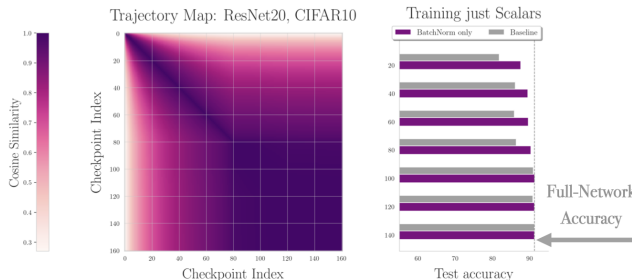 Trajectory Map: ResNet20, CIFAR10
Training just Scalars
BatchNorm only
Baseline
Cosine Similarity
1.0
0.9
0.8
0.7
0.6
0.5
0.4
0.3
Checkpoint Index
0
20
40
60
80
100
120
140
160
0 20 40 60 80 100 120 140 160
Checkpoint Index
20
40
60
80
100
120
140
60 70 80 90
Test accuracy
Full-Network
Accuracy